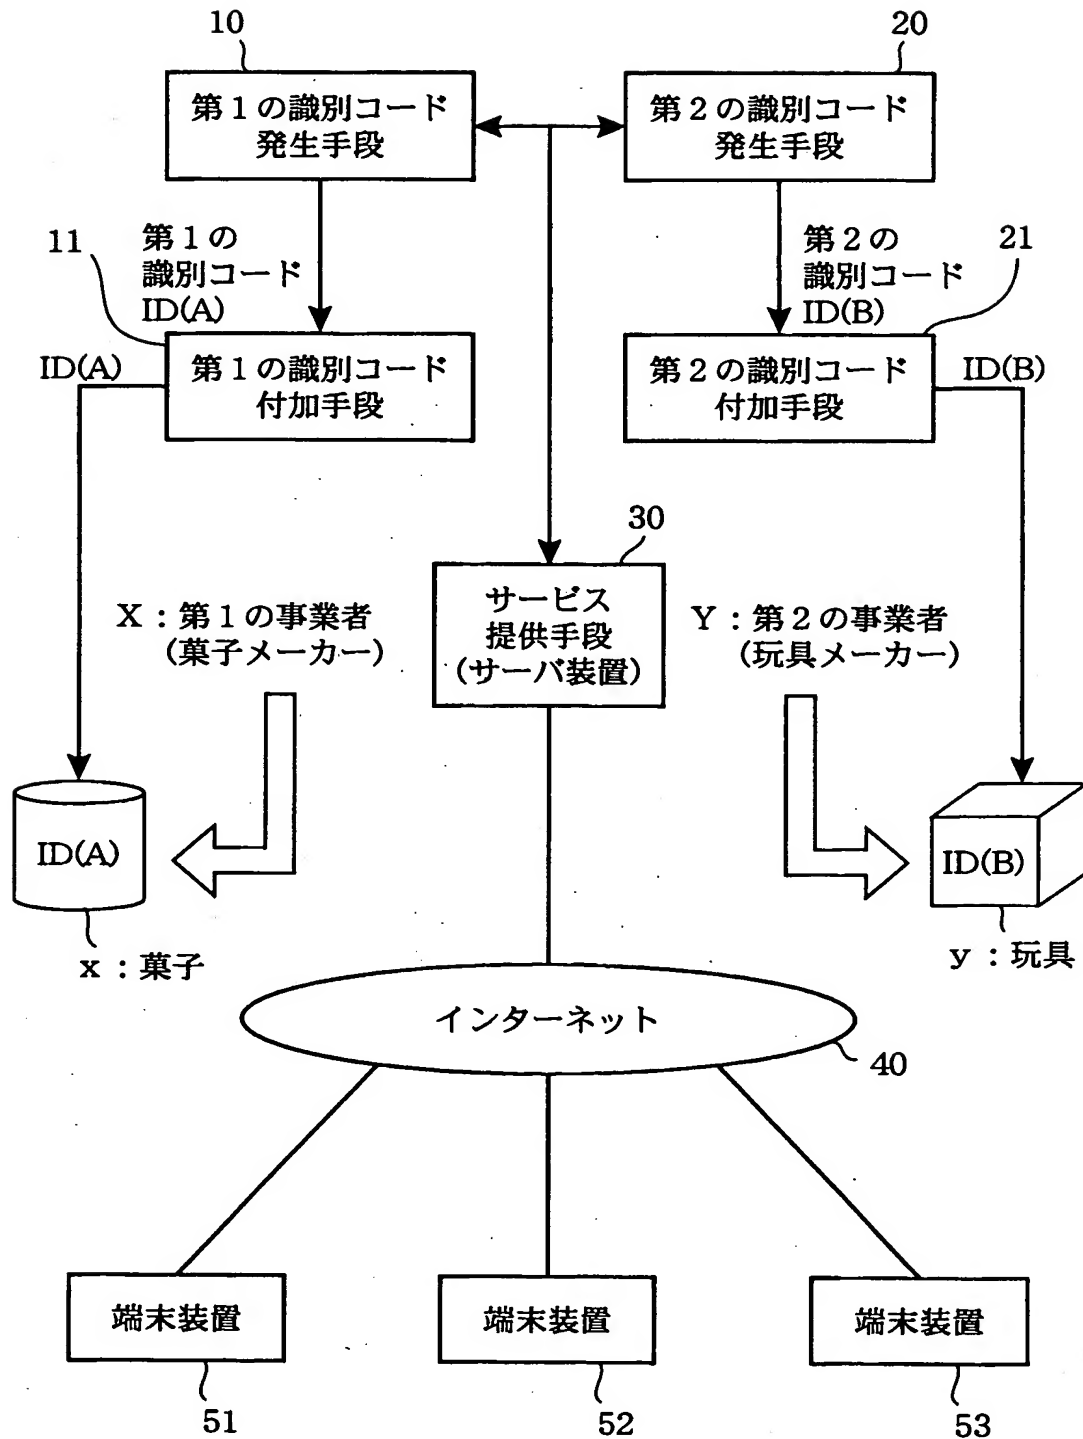 10
20
第1の識別コード
発生手段
第2の識別コード
発生手段
11
第1の
識別コード
ID(A)
第2の
識別コード
ID(B)
21
ID(A)
第1の識別コード
付加手段
第2の識別コード
付加手段
ID(B)
30
X：第1の事業者
(菓子メーカー)
サービス
提供手段
(サーバ装置)
Y：第2の事業者
(玩具メーカー)
ID(A)
ID(B)
x：菓子
y：玩具
インターネット
40
端末装置
端末装置
端末装置
51
52
53